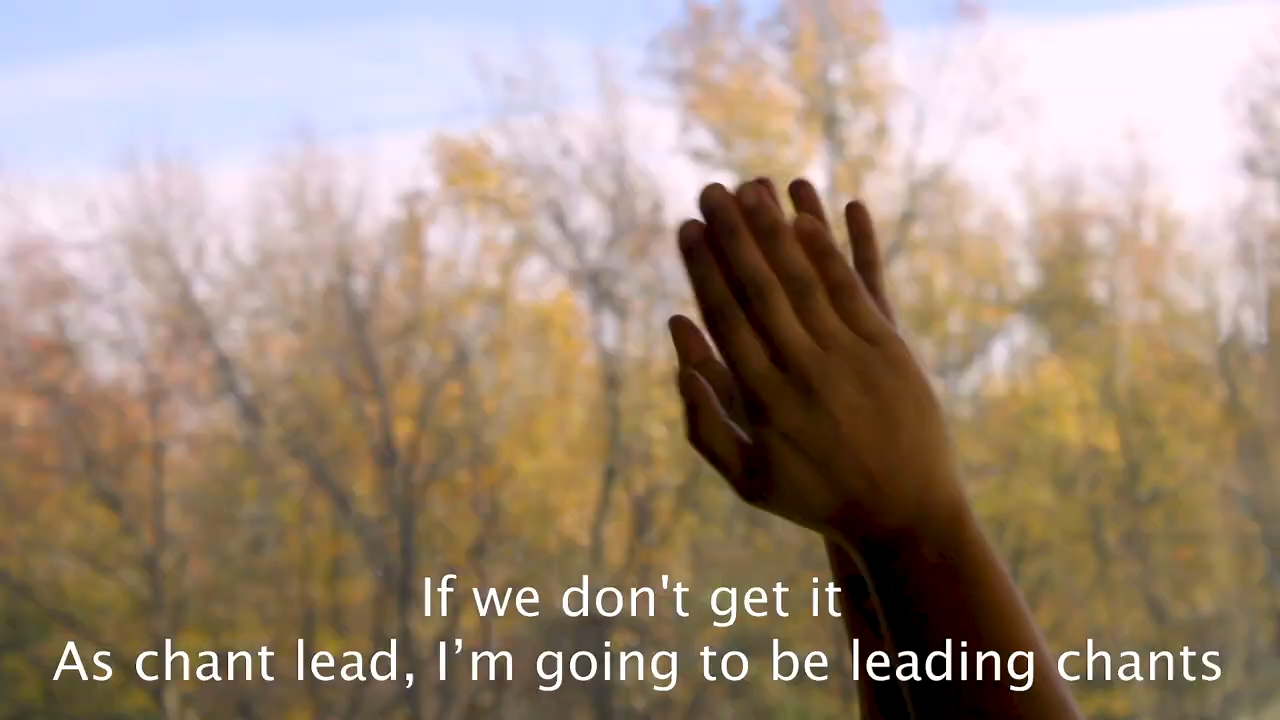 If we don't get it
As chant lead, I’m going to be leading chants